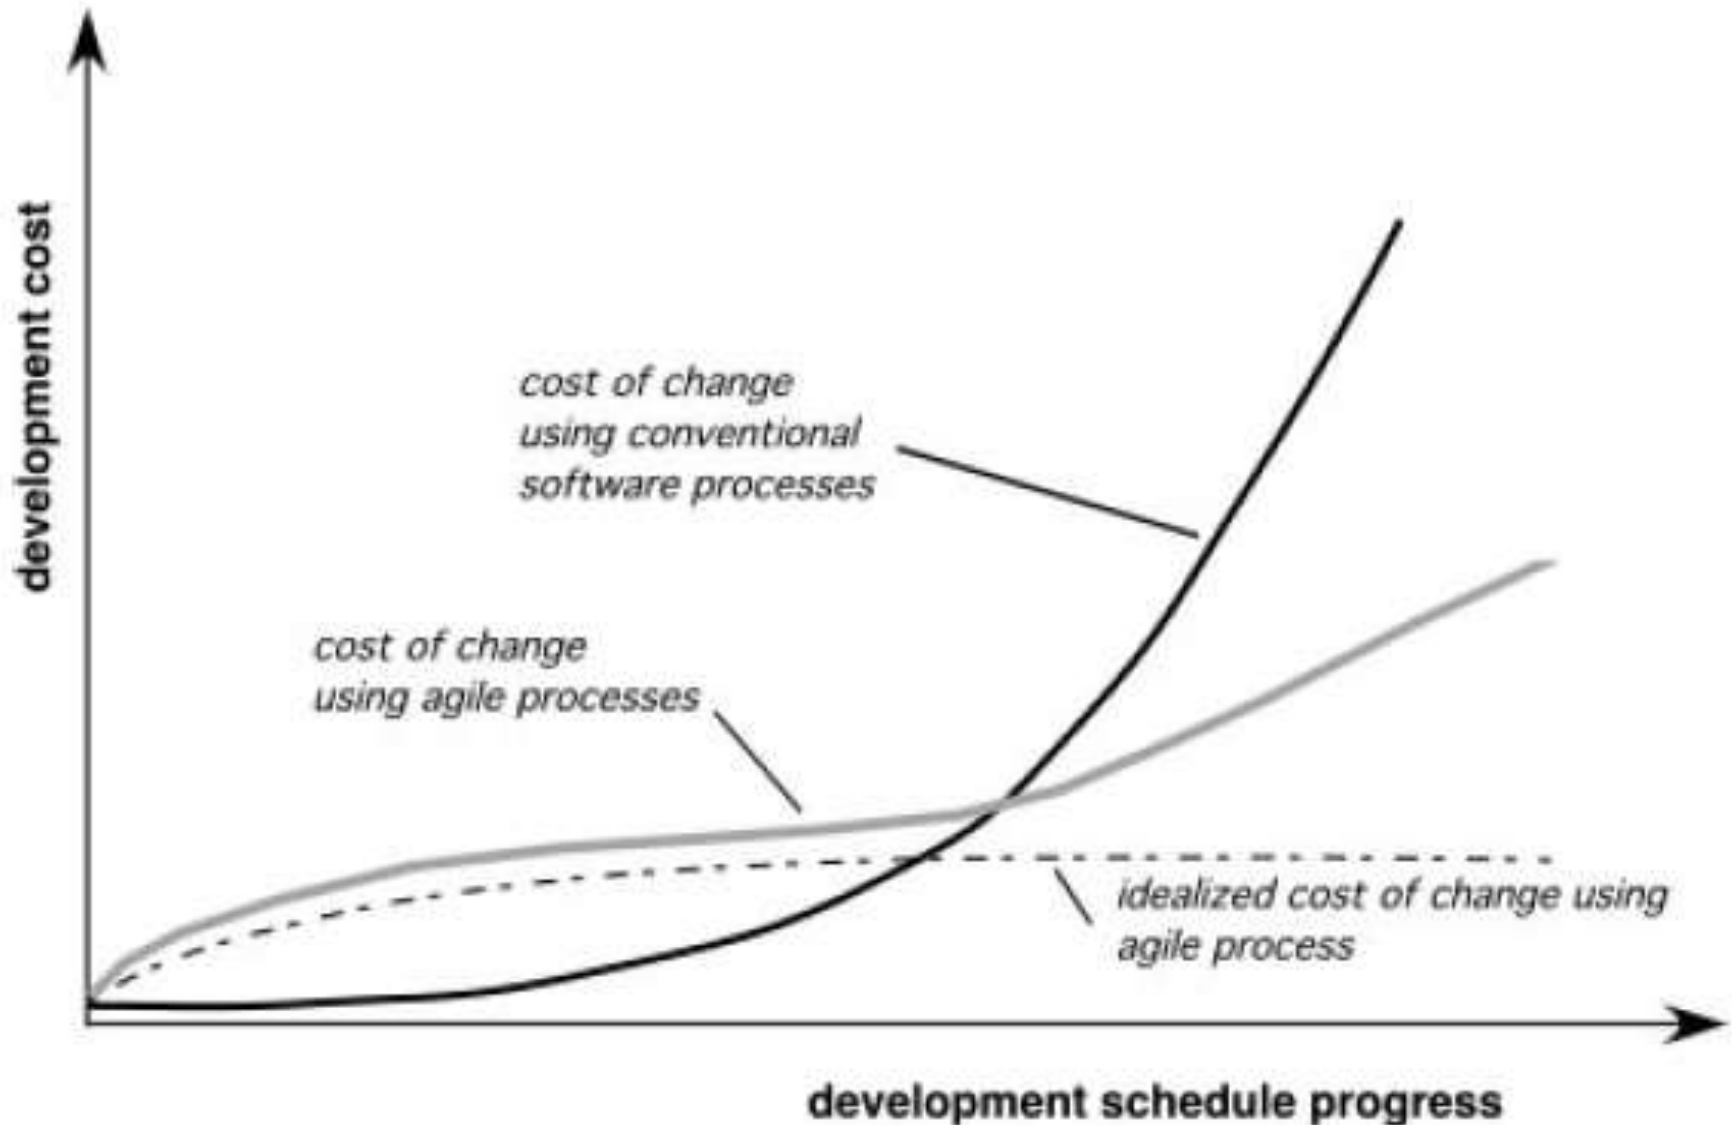 development cost
cost of change
using conventional
software processes
cost of change
using agile processes
idealized cost of change using
agile process
development schedule progress